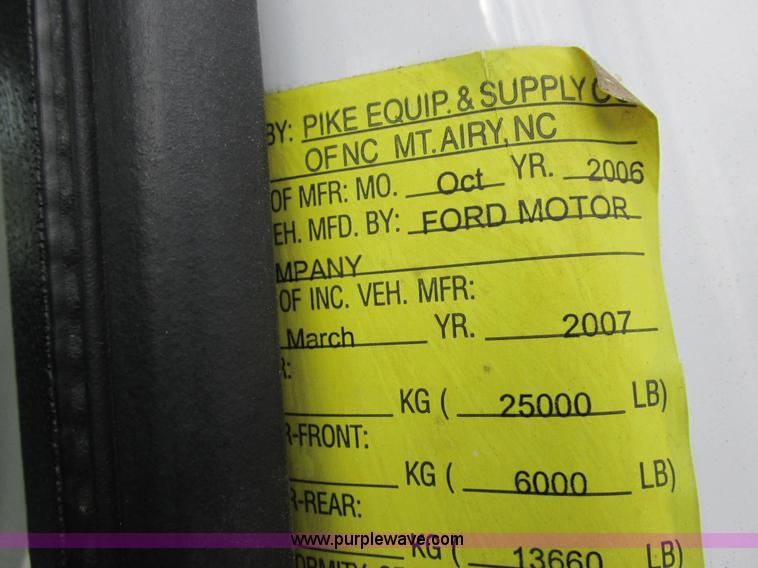 BY: PIKE EQUIP. & SUPPLY
OF NC MT. AIRY, NC
OF MFR: MO. Oct YR. 2006
EH. MFD. BY: FORD MOTOR
MPANY
OF INC. VEH. MFR:
March YR. 2007
R:
KG ( 25000 LB)
R-FRONT:
KG ( 6000 LB)
R-REAR:
www.purplewave.com
KG ( 13660 LB)